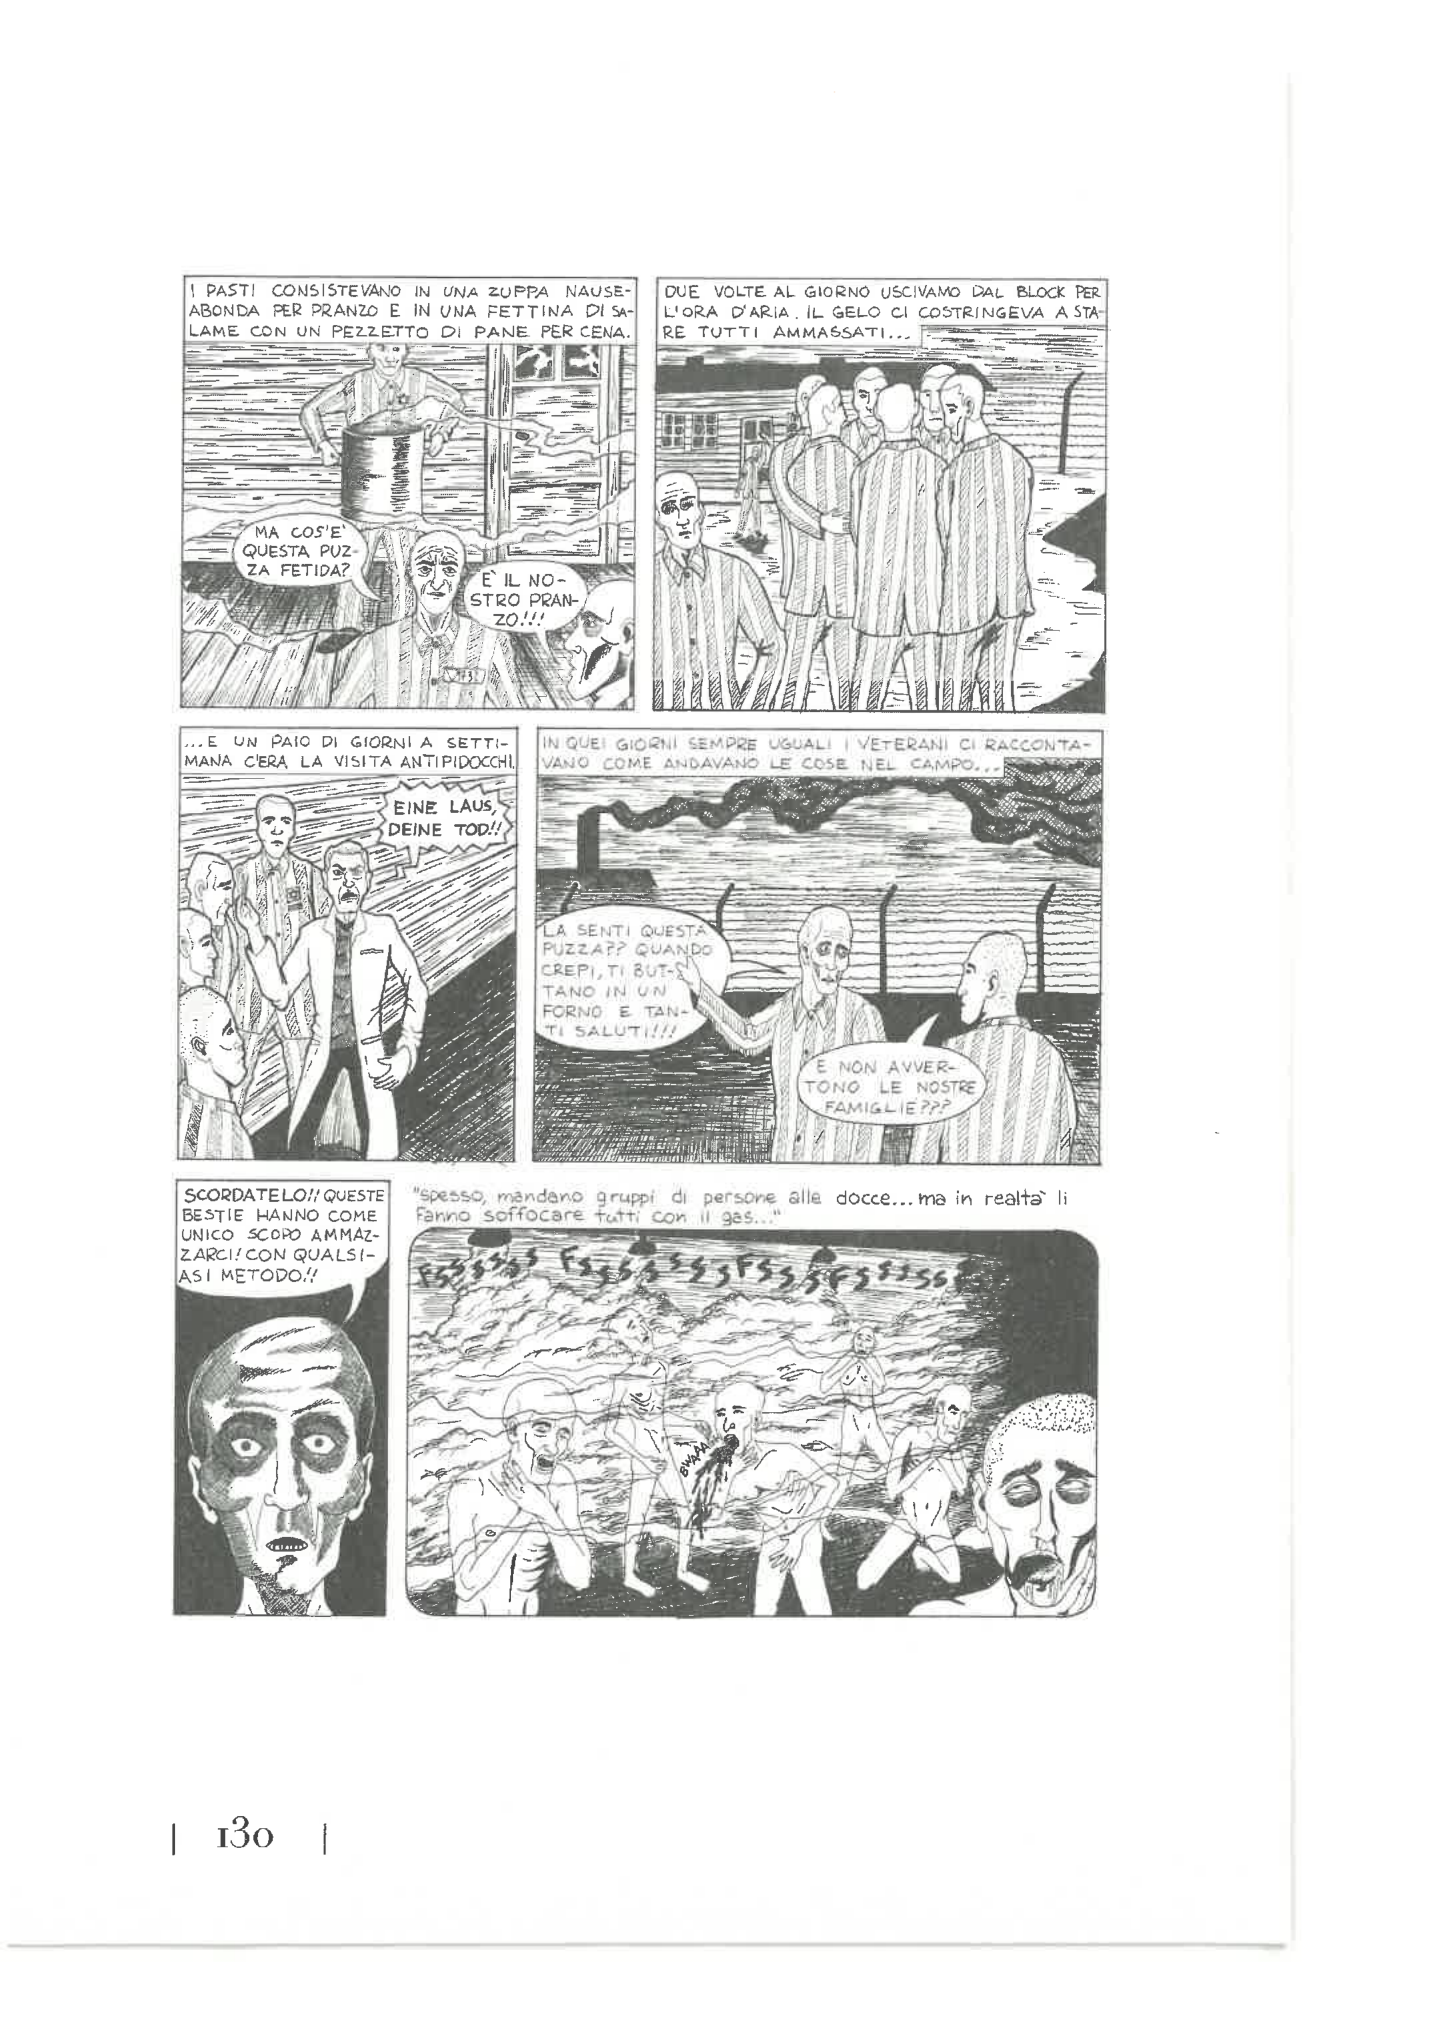 I PASTI CONSISTEVANO IN UNA ZUPPA NAUSE-
ABONDA PER PRANZO E IN UNA FETTINA DI SA-
LAME CON UN PEZZETTO DI PANE PER CENA.
MA COS'E'
QUESTA PUZ-
ZA FETIDA?
E' IL NO-
STRO PRAN-
ZO!!!
DUE VOLTE AL GIORNO USCIVAMO DAL BLOCK PER
L'ORA D'ARIA. IL GELO CI COSTRINGEVA A STA-
RE TUTTI AMMASSATI...
...E UN PAIO DI GIORNI A SETTI-
MANA C'ERA LA VISITA ANTIPIDOCCHI.
EINE LAUS,
DEINE TOD!!
IN QUEI GIORNI SEMPRE UGUALI I VETERANI CI RACCONTA-
VANO COME ANDAVANO LE COSE NEL CAMPO...
LA SENTI QUESTA
PUZZA?? QUANDO
CREPI, TI BUT-
TANO IN UN
FORNO E TAN-
TI SALUTI!!!
E NON AVVER-
TONO LE NOSTRE
FAMIGLIE???
SCORDATELO!! QUESTE
BESTIE HANNO COME
UNICO SCOPO AMMAZ-
ZARCI! CON QUALSI-
ASI METODO!!
"spesso, mandano gruppi di persone alle docce... ma in realta' li
fanno soffocare tutti con il gas..."
FSSSSSS FSSSSSSSFSSSFSSSSSS
BWAAA
| 130 |